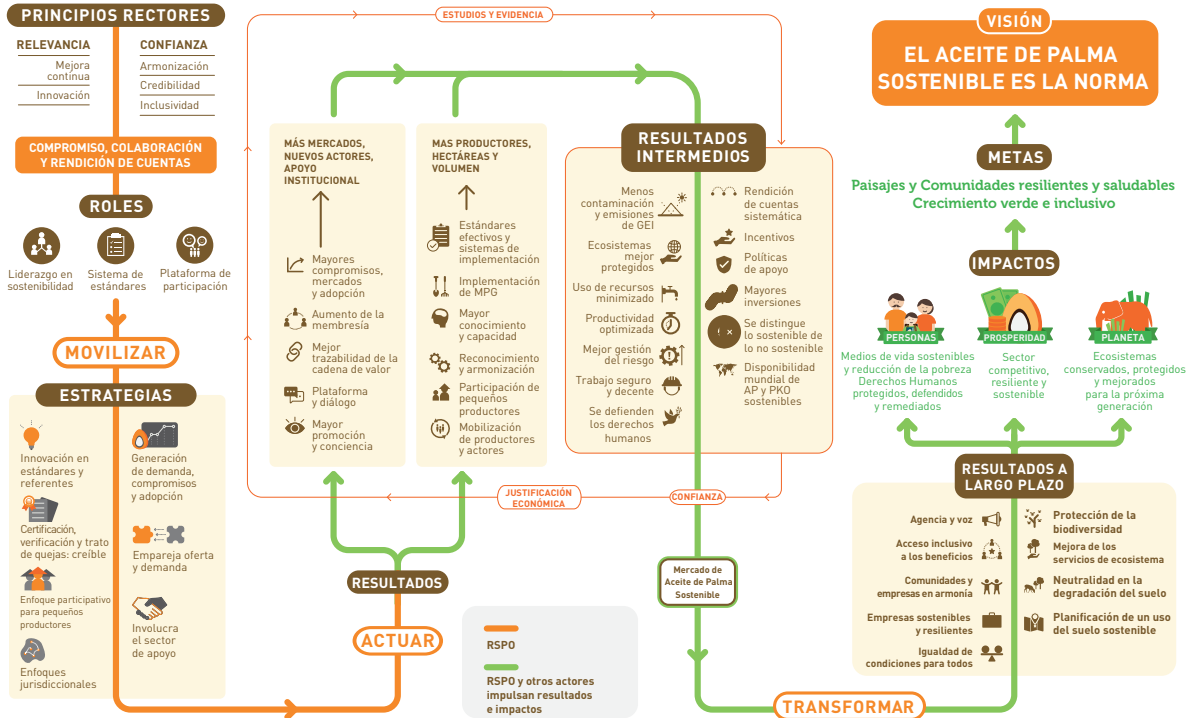 PRINCIPIOS RECTORES
RELEVANCIA
Mejora
continua
Innovación
CONFIANZA
Armonización
Credibilidad
Inclusividad
COMPROMISO, COLABORACIÓN
Y RENDICIÓN DE CUENTAS
ROLES
Liderazgo en
sostenibilidad
Sistema de
estándares
Plataforma de
participación
MOVILIZAR
ESTRATEGIAS
Innovación en
estándares y
referentes
Certificación,
verificación y trato
de quejas: creíble
Enfoque participativo
para pequeños
productores
Enfoques
jurisdiccionales
Generación
de demanda,
compromisos
y adopción
Empareja oferta
y demanda
Involucra
el sector
de apoyo
ESTUDIOS Y EVIDENCIA
MÁS MERCADOS,
NUEVOS ACTORES,
APOYO
INSTITUCIONAL
Mayores
compromisos,
mercados
y adopción
Aumento de la
membresía
Mejor
trazabilidad de la
cadena de valor
Plataforma
y diálogo
Mayor
promoción
y conciencia
MAS PRODUCTORES,
HECTÁREAS Y
VOLUMEN
Estándares
efectivos y
sistemas de
implementación
Implementación
de MPG
Mayor
conocimiento
y capacidad
Reconocimiento
y armonización
Participación de
pequeños
productores
Mobilización
de productores
y actores
JUSTIFICACIÓN
ECONÓMICA
CONFIANZA
RESULTADOS
ACTUAR
RSPO
RSPO y otros actores
impulsan resultados
e impactos
RESULTADOS
INTERMEDIOS
Menos
contaminación
y emisiones
de GEI
Ecosistemas
mejor
protegidos
Uso de recursos
minimizado
Productividad
optimizada
Mejor gestión
del riesgo
Trabajo seguro
y decente
Se defienden
los derechos
humanos
Rendición
de cuentas
sistemática
Incentivos
Políticas
de apoyo
Mayores
inversiones
Se distingue
lo sostenible de
lo no sostenible
Disponibilidad
mundial de
AP y PKO
sostenibles
Mercado de
Aceite de Palma
Sostenible
TRANSFORMAR
VISIÓN
EL ACEITE DE PALMA
SOSTENIBLE ES LA NORMA
METAS
Paisajes y Comunidades resilientes y saludables
Crecimiento verde e inclusivo
IMPACTOS
PERSONAS
Medios de vida sostenibles
y reducción de la pobreza
Derechos Humanos
protegidos, defendidos
y remediados
PROSPERIDAD
Sector
competitivo,
resiliente y
sostenible
PLANETA
Ecosistemas
conservados, protegidos
y mejorados
para la próxima
generación
RESULTADOS A
LARGO PLAZO
Agencia y voz
Acceso inclusivo
a los beneficios
Comunidades y
empresas en armonía
Empresas sostenibles
y resilientes
Igualdad de
condiciones para todos
Protección de la
biodiversidad
Mejora de los
servicios de ecosistema
Neutralidad en la
degradación del suelo
Planificación de un uso
del suelo sostenible